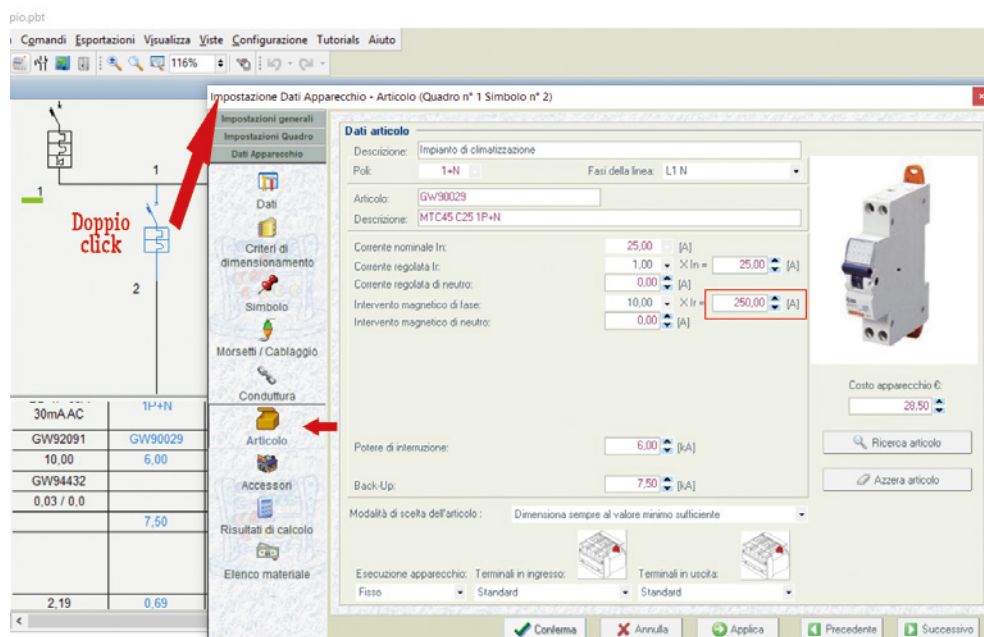 pio.pbt
Comandi Esportazioni Visualizza Viste Configurazione Tutorials Aiuto
116%
Impostazione Dati Apparecchio - Articolo (Quadro n° 1 Simbolo n° 2)
Impostazioni generali
Impostazioni Quadro
Dati Apparecchio
Dati
Criteri di
dimensionamento
Simbolo
Morsetti / Cablaggio
Conduttura
Articolo
Accessori
Risultati di calcolo
Elenco materiale
1
1
Doppio
click
2
30mA AC 1P+N
GW92091 GW90029
10,00 6,00
GW94432
0,03 / 0,0
7,50
2,19 0,69
Dati articolo
Descrizione: Impianto di climatizzazione
Poli: 1+N Fasi della linea: L1 N
Articolo: GW90029
Descrizione: MTC45 C25 1P+N
Corrente nominale In: 25,00 [A]
Corrente regolata Ir: 1,00 X In = 25,00 [A]
Corrente regolata di neutro: 0,00 [A]
Intervento magnetico di fase: 10,00 X Ir = 250,00 [A]
Intervento magnetico di neutro: 0,00 [A]
Costo apparecchio €:
28,50
Ricerca articolo
Azzera articolo
Potere di interruzione: 6,00 [kA]
Back-Up: 7,50 [kA]
Modalità di scelta dell'articolo : Dimensiona sempre al valore minimo sufficiente
Esecuzione apparecchio: Terminali in ingresso: Terminali in uscita:
Fisso Standard Standard
Conferma Annulla Applica Precedente Successivo